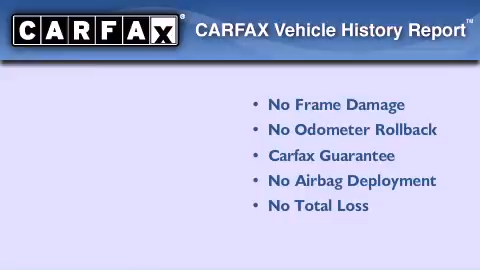 CARFAX® CARFAX Vehicle History Report™
• No Frame Damage
• No Odometer Rollback
• Carfax Guarantee
• No Airbag Deployment
• No Total Loss